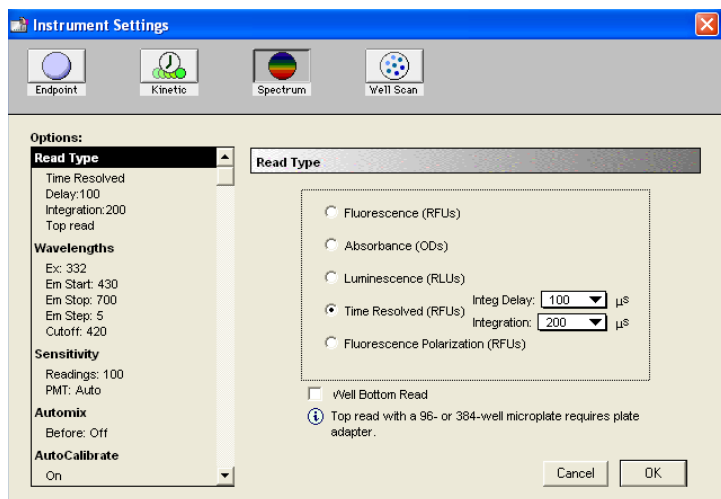 Instrument Settings
Endpoint
Kinetic
Spectrum
Well Scan
Options:
Read Type
Time Resolved
Delay:100
Integration:200
Top read
Wavelengths
Ex: 332
Em Start: 430
Em Stop: 700
Em Step: 5
Cutoff: 420
Sensitivity
Readings: 100
PMT: Auto
Automix
Before: Off
AutoCalibrate
On
Read Type
Fluorescence (RFUs)
Absorbance (ODs)
Luminescence (RLUs)
Time Resolved (RFUs)
Integ Delay: 100 µs
Integration: 200 µs
Fluorescence Polarization (RFUs)
Well Bottom Read
Top read with a 96- or 384-well microplate requires plate
adapter.
Cancel
OK